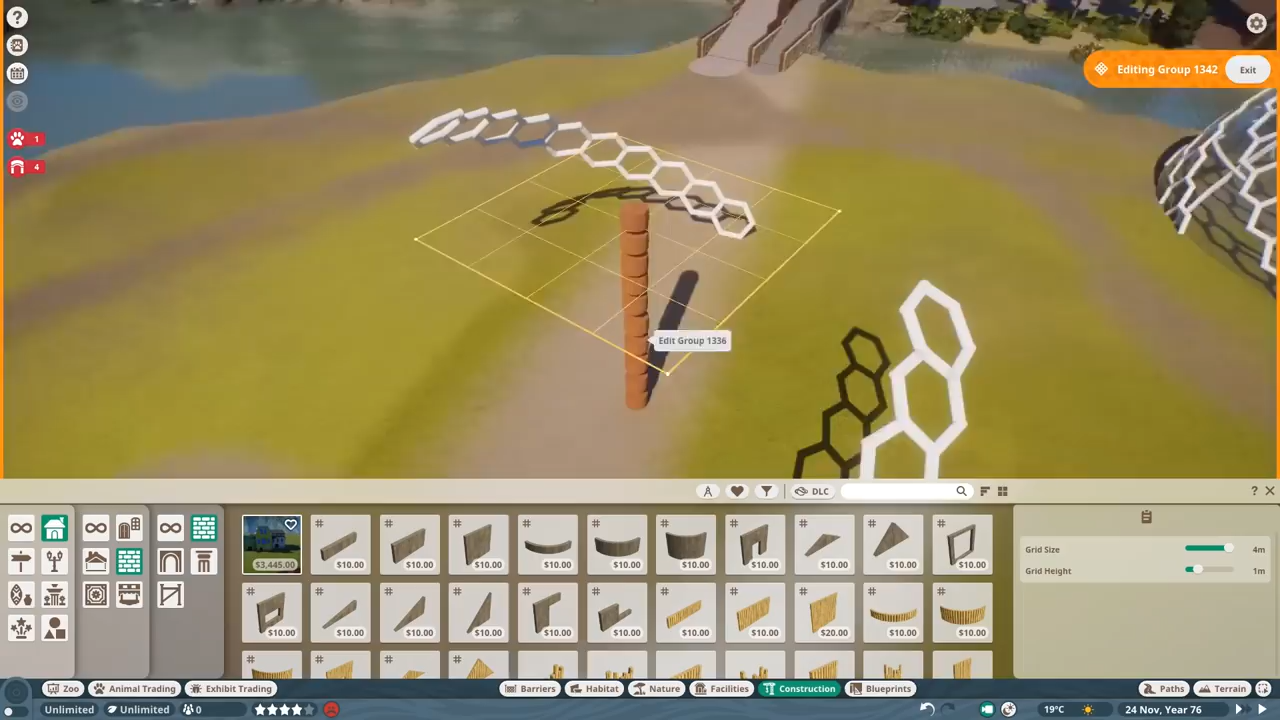 ?
Editing Group 1342
Exit
1
4
Edit Group 1336
DLC
?
$3,445.00
$10.00
$10.00
$10.00
$10.00
$10.00
$10.00
$10.00
$10.00
$10.00
$10.00
Grid Size
4m
Grid Height
1m
$10.00
$10.00
$10.00
$10.00
$10.00
$10.00
$10.00
$10.00
$20.00
$10.00
$10.00
Zoo
Animal Trading
Exhibit Trading
Barriers
Habitat
Nature
Facilities
Construction
Blueprints
Paths
Terrain
Unlimited
Unlimited
0
19°C
24 Nov, Year 76